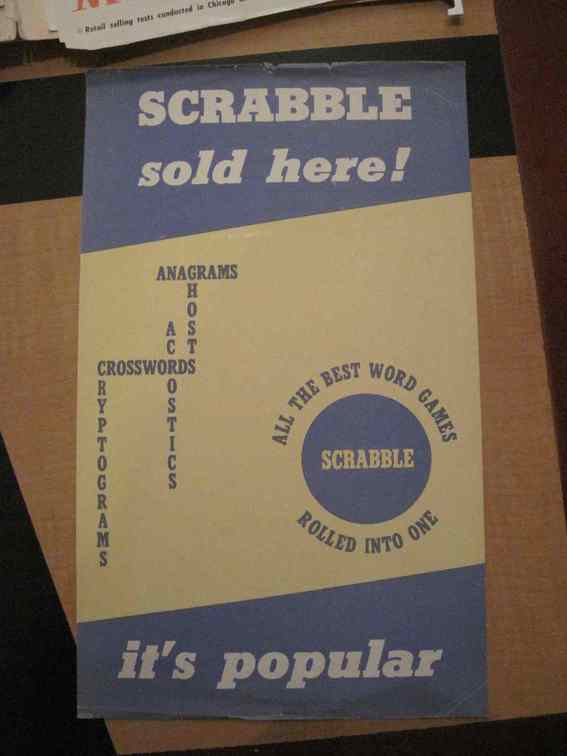 Retail selling tests conducted in Chicago
SCRABBLE
sold here!
ANAGRAMS
GHOSTS
ACROSTICS
CROSSWORDS
CRYPTOGRAMS
ALL THE BEST WORD GAMES
SCRABBLE
ROLLED INTO ONE
it's popular